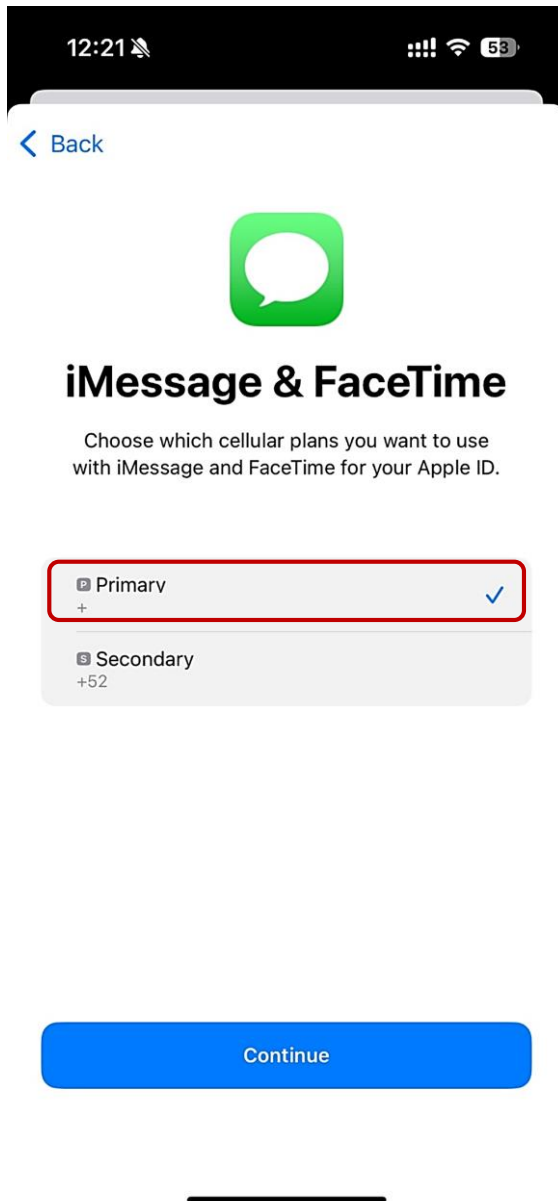 12:21
53
Back
iMessage & FaceTime
Choose which cellular plans you want to use
with iMessage and FaceTime for your Apple ID.
P Primary
+
S Secondary
+52
Continue